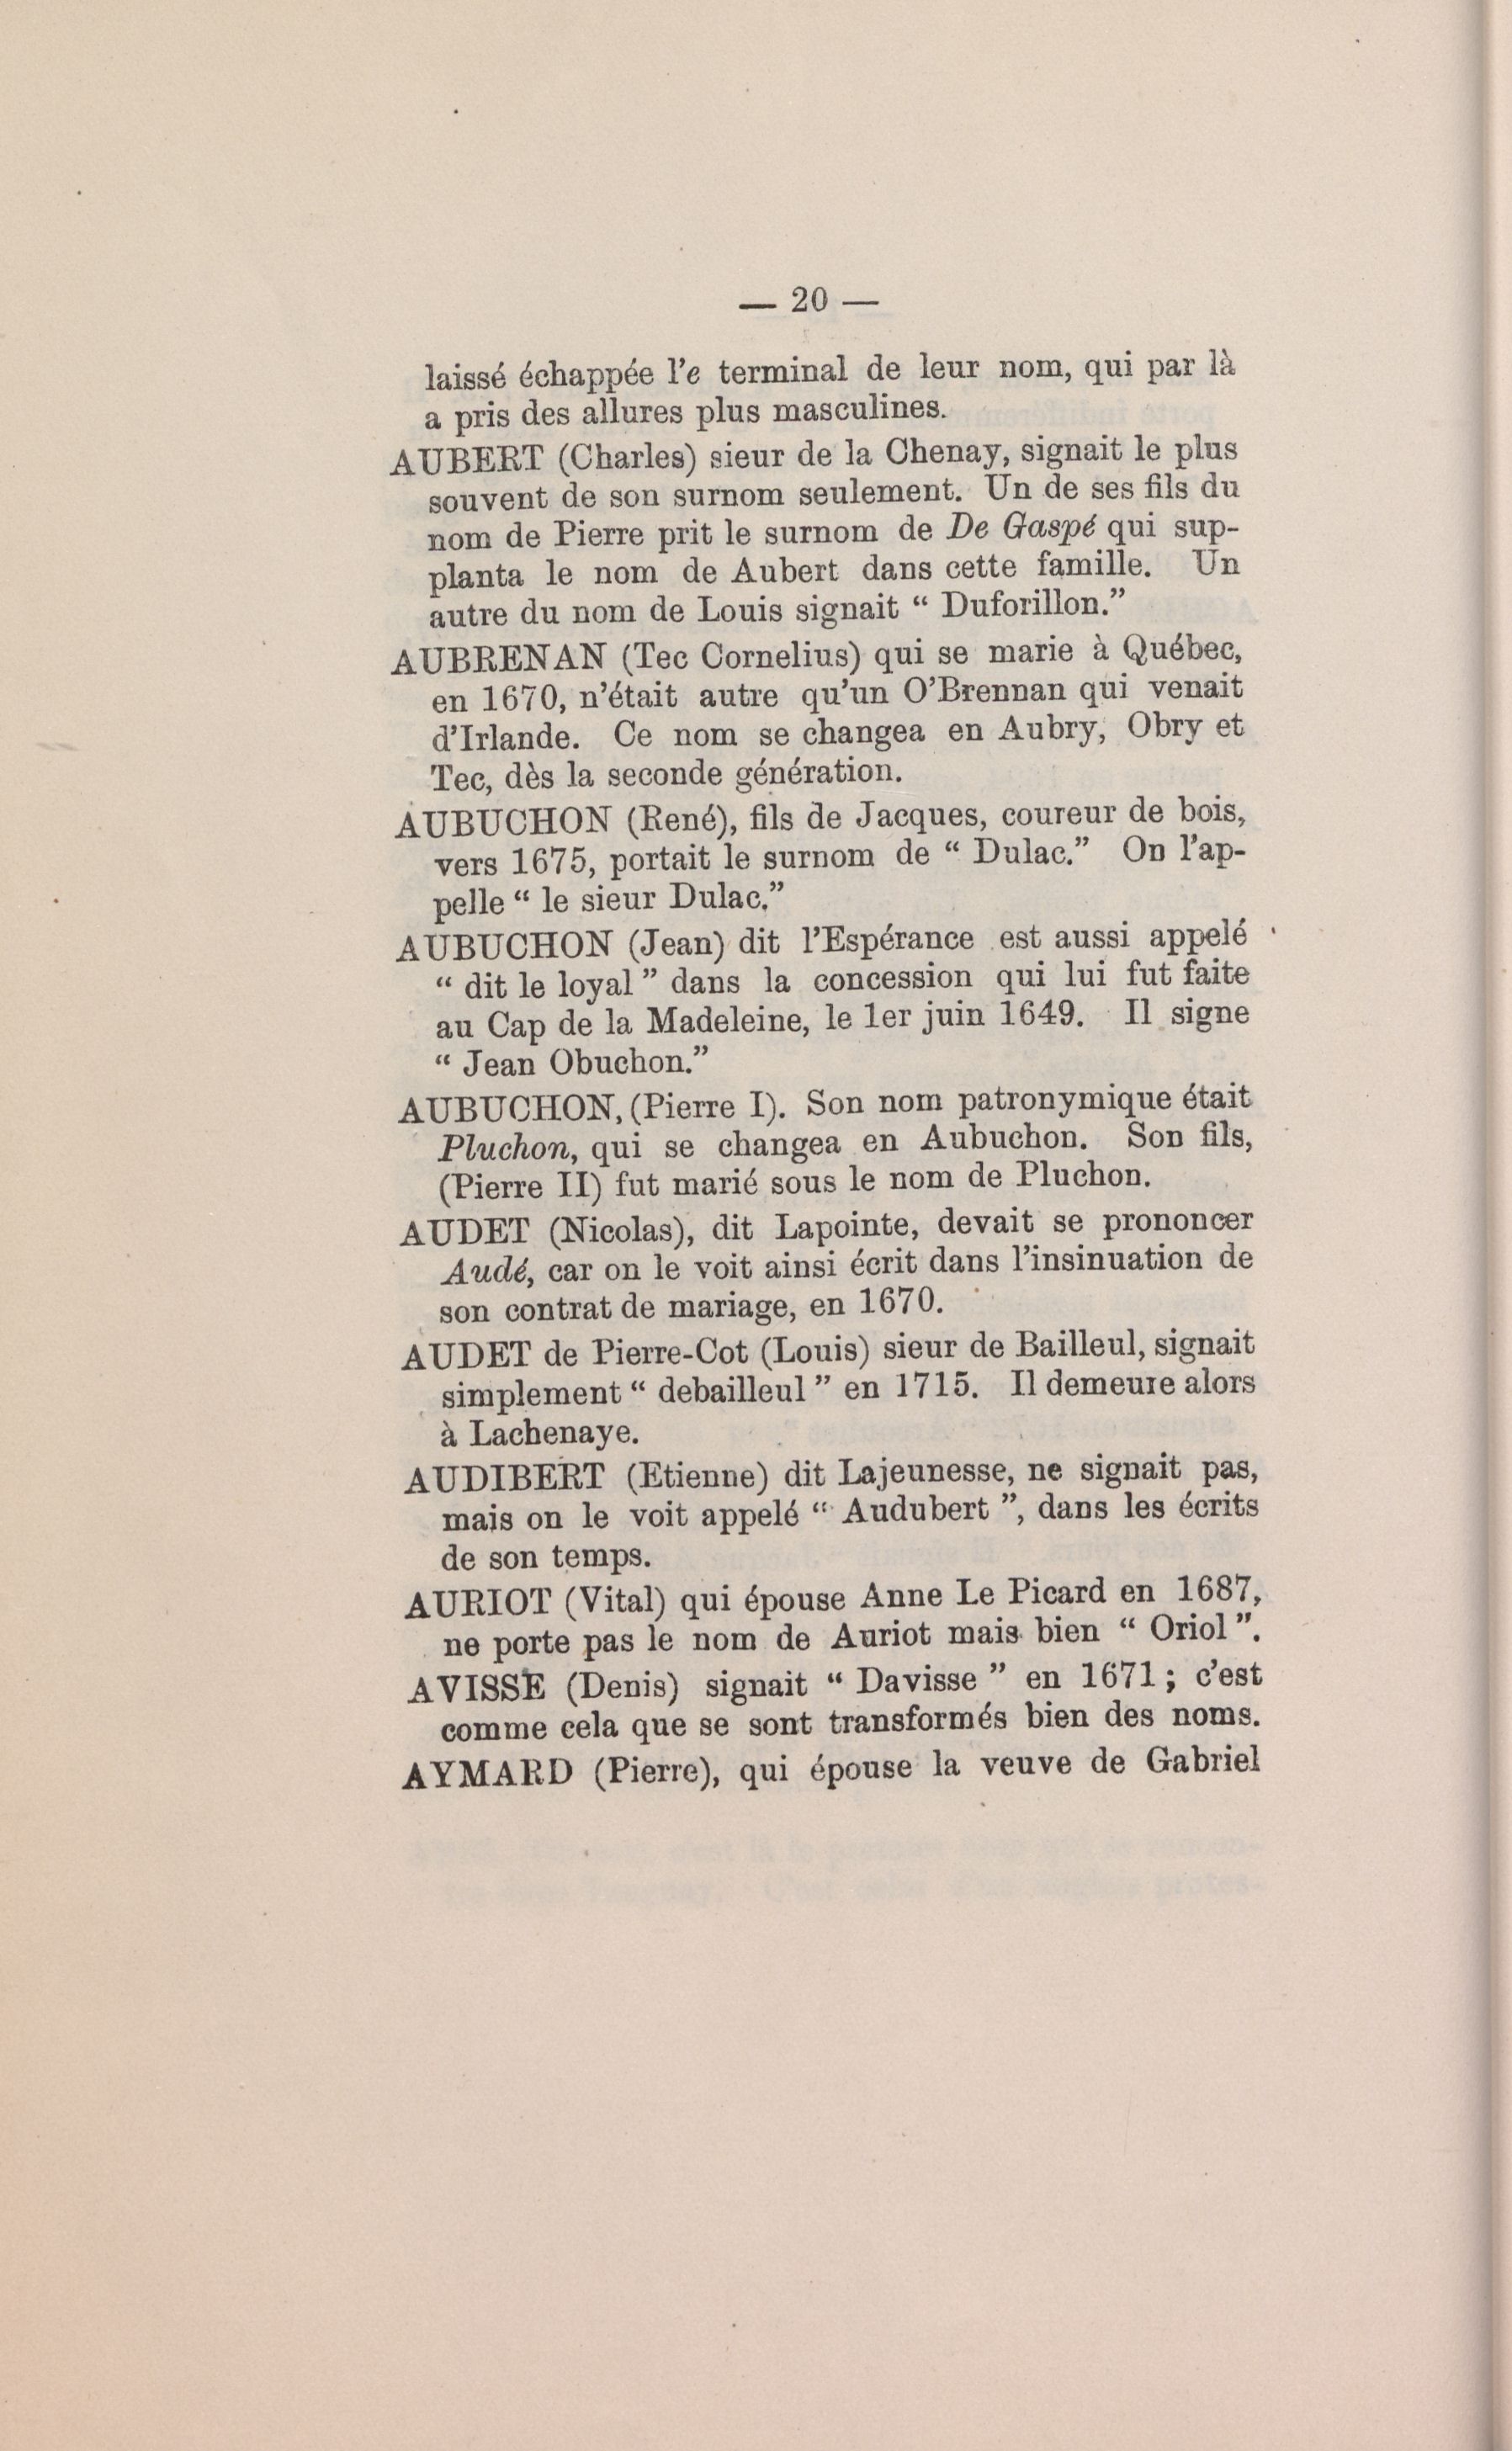 — 20 —
laissé échappée l'e terminal de leur nom, qui par là
a pris des allures plus masculines.
AUBERT (Charles) sieur de la Chenay, signait le plus
souvent de son surnom seulement. Un de ses fils du
nom de Pierre prit le surnom de De Gaspé qui sup-
planta le nom de Aubert dans cette famille. Un
autre du nom de Louis signait “ Duforillon.”
AUBRENAN (Tec Cornelius) qui se marie à Québec,
en 1670, n'était autre qu'un O'Brennan qui venait
d'Irlande. Ce nom se changea en Aubry, Obry et
Tec, dès la seconde génération.
AUBUCHON (René), fils de Jacques, coureur de bois,
vers 1675, portait le surnom de “ Dulac.” On l'ap-
pelle “ le sieur Dulac.”
AUBUCHON (Jean) dit l'Espérance est aussi appelé
“ dit le loyal ” dans la concession qui lui fut faite
au Cap de la Madeleine, le 1er juin 1649. Il signe
“ Jean Obuchon.”
AUBUCHON, (Pierre I). Son nom patronymique était
Pluchon, qui se changea en Aubuchon. Son fils,
(Pierre II) fut marié sous le nom de Pluchon.
AUDET (Nicolas), dit Lapointe, devait se prononcer
Audé, car on le voit ainsi écrit dans l'insinuation de
son contrat de mariage, en 1670.
AUDET de Pierre-Cot (Louis) sieur de Bailleul, signait
simplement “ debailleul ” en 1715. Il demeure alors
à Lachenaye.
AUDIBERT (Etienne) dit Lajeunesse, ne signait pas,
mais on le voit appelé “ Audubert ”, dans les écrits
de son temps.
AURIOT (Vital) qui épouse Anne Le Picard en 1687,
ne porte pas le nom de Auriot mais bien “ Oriol ”.
AVISSE (Denis) signait “ Davisse ” en 1671 ; c'est
comme cela que se sont transformés bien des noms.
AYMARD (Pierre), qui épouse la veuve de Gabriel